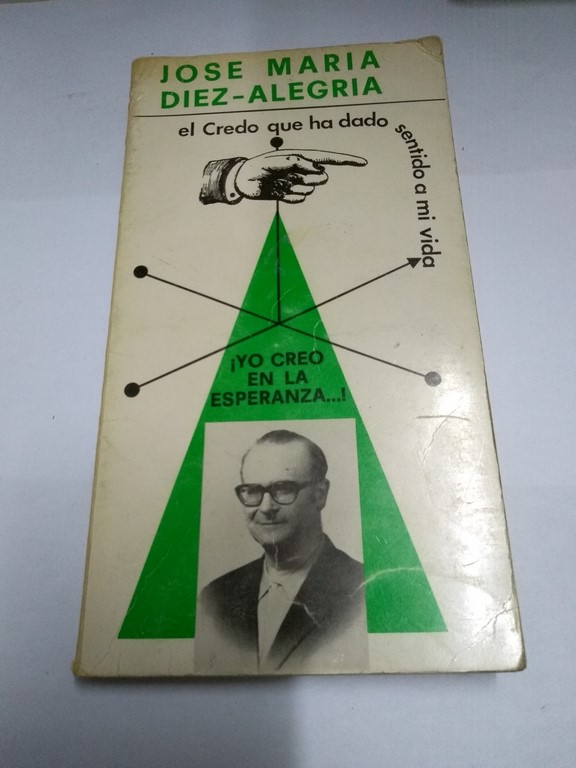 JOSE MARIA
DIEZ-ALEGRIA
el Credo que ha dado sentido a mi vida
¡YO CREO
EN LA
ESPERANZA...!